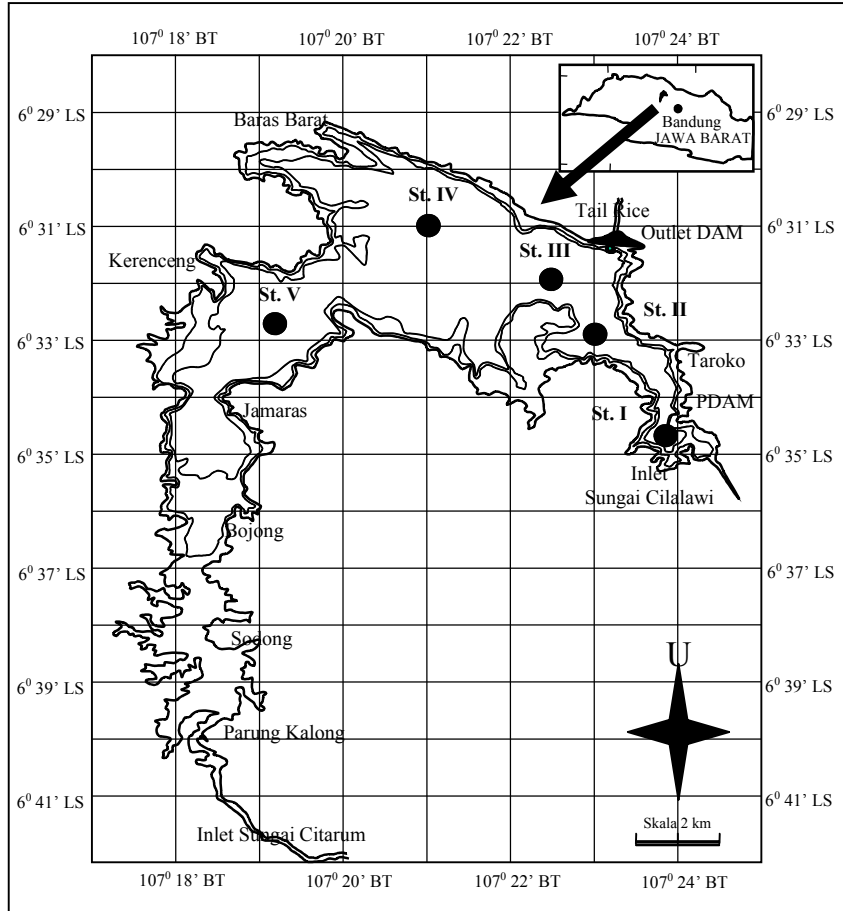 107⁰ 18’ BT 107⁰ 20’ BT 107⁰ 22’ BT 107⁰ 24’ BT
6⁰ 29’ LS
6⁰ 29’ LS
Baras Barat
Bandung
JAWA BARAT
St. IV
Tail Rice
6⁰ 31’ LS
Outlet DAM
6⁰ 31’ LS
Kerenceng
St. III
St. V
St. II
6⁰ 33’ LS
6⁰ 33’ LS
Taroko
Jamaras
St. I
PDAM
6⁰ 35’ LS
6⁰ 35’ LS
Inlet
Sungai Cilalawi
Bojong
6⁰ 37’ LS
6⁰ 37’ LS
Sodong
U
6⁰ 39’ LS
6⁰ 39’ LS
Parung Kalong
6⁰ 41’ LS
6⁰ 41’ LS
Skala 2 km
Inlet Sungai Citarum
107⁰ 18’ BT 107⁰ 20’ BT 107⁰ 22’ BT 107⁰ 24’ BT